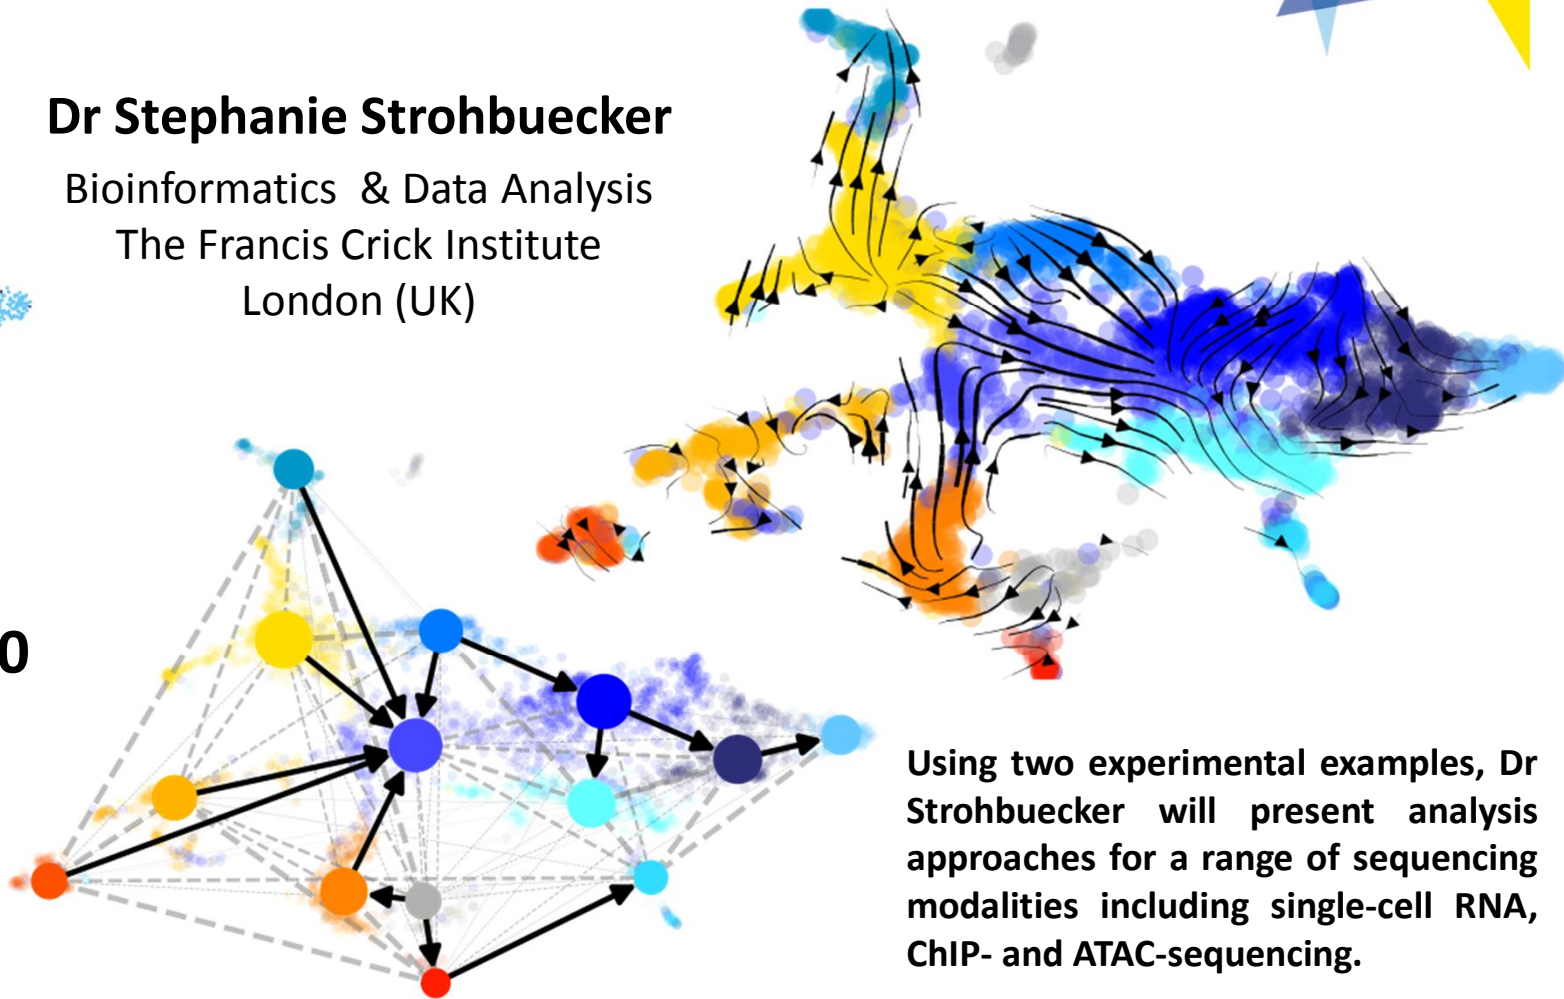 Dr Stephanie Strohbuecker
Bioinformatics & Data Analysis
The Francis Crick Institute
London (UK)
0
Using two experimental examples, Dr
Strohbuecker will present analysis
approaches for a range of sequencing
modalities including single-cell RNA,
ChIP- and ATAC-sequencing.